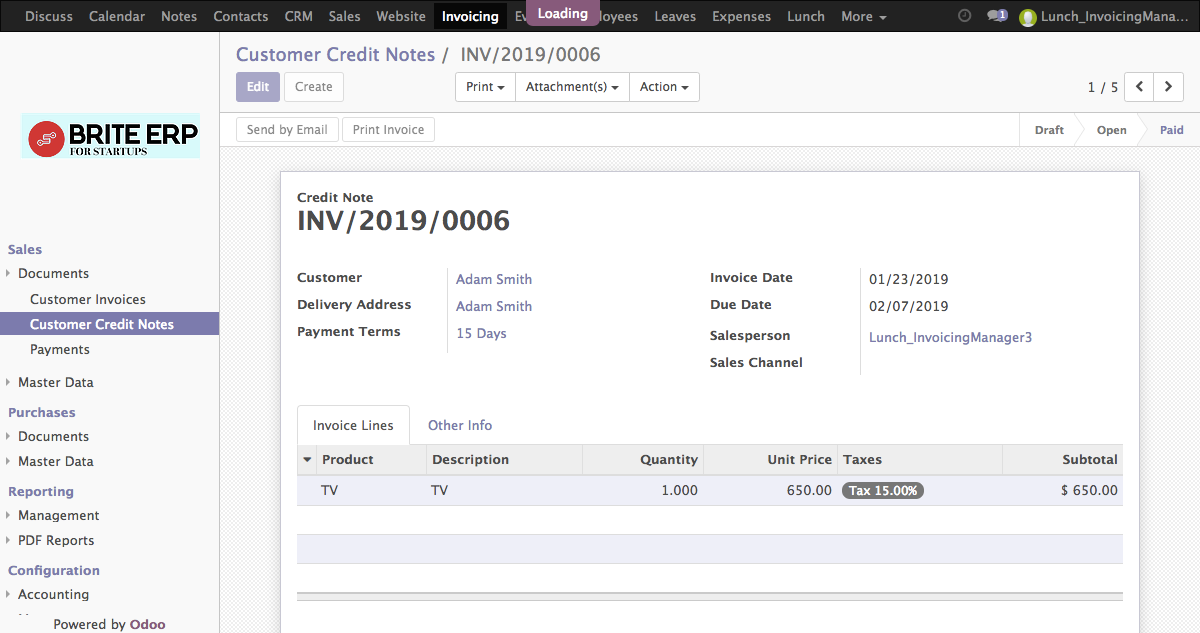 Discuss Calendar Notes Contacts CRM Sales Website Invoicing Loading Leaves Expenses Lunch More 1 Lunch_InvoicingMana...
Customer Credit Notes / INV/2019/0006
Edit Create Print Attachment(s) Action 1 / 5
Send by Email Print Invoice Draft Open Paid
BRITE ERP
FOR STARTUPS
Sales
Documents
Customer Invoices
Customer Credit Notes
Payments
Master Data
Purchases
Documents
Master Data
Reporting
Management
PDF Reports
Configuration
Accounting
Powered by Odoo
Credit Note
INV/2019/0006
Customer Adam Smith
Delivery Address Adam Smith
Payment Terms 15 Days
Invoice Date 01/23/2019
Due Date 02/07/2019
Salesperson Lunch_InvoicingManager3
Sales Channel
Invoice Lines Other Info
Product Description Quantity Unit Price Taxes Subtotal
TV TV 1.000 650.00 Tax 15.00% $ 650.00